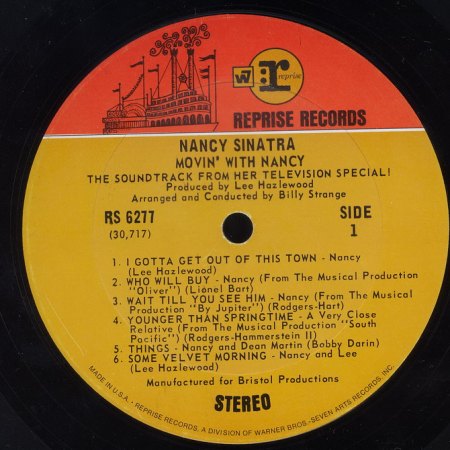 W7 r reprise
REPRISE RECORDS
NANCY SINATRA
MOVIN' WITH NANCY
THE SOUNDTRACK FROM HER TELEVISION SPECIAL!
Produced by Lee Hazlewood
Arranged and Conducted by Billy Strange
RS 6277
(30,717)
SIDE
1
1. I GOTTA GET OUT OF THIS TOWN - Nancy
(Lee Hazlewood)
2. WHO WILL BUY - Nancy (From The Musical Production
"Oliver") (Lionel Bart)
3. WAIT TILL YOU SEE HIM - Nancy (From The Musical
Production "By Jupiter") (Rodgers-Hart)
4. YOUNGER THAN SPRINGTIME - A Very Close
Relative (From The Musical Production "South
Pacific") (Rodgers-Hammerstein II)
5. THINGS - Nancy and Dean Martin (Bobby Darin)
6. SOME VELVET MORNING - Nancy and Lee
(Lee Hazlewood)
Manufactured for Bristol Productions
STEREO
MADE IN U.S.A. · REPRISE RECORDS, A DIVISION OF WARNER BROS.-SEVEN ARTS RECORDS, INC.